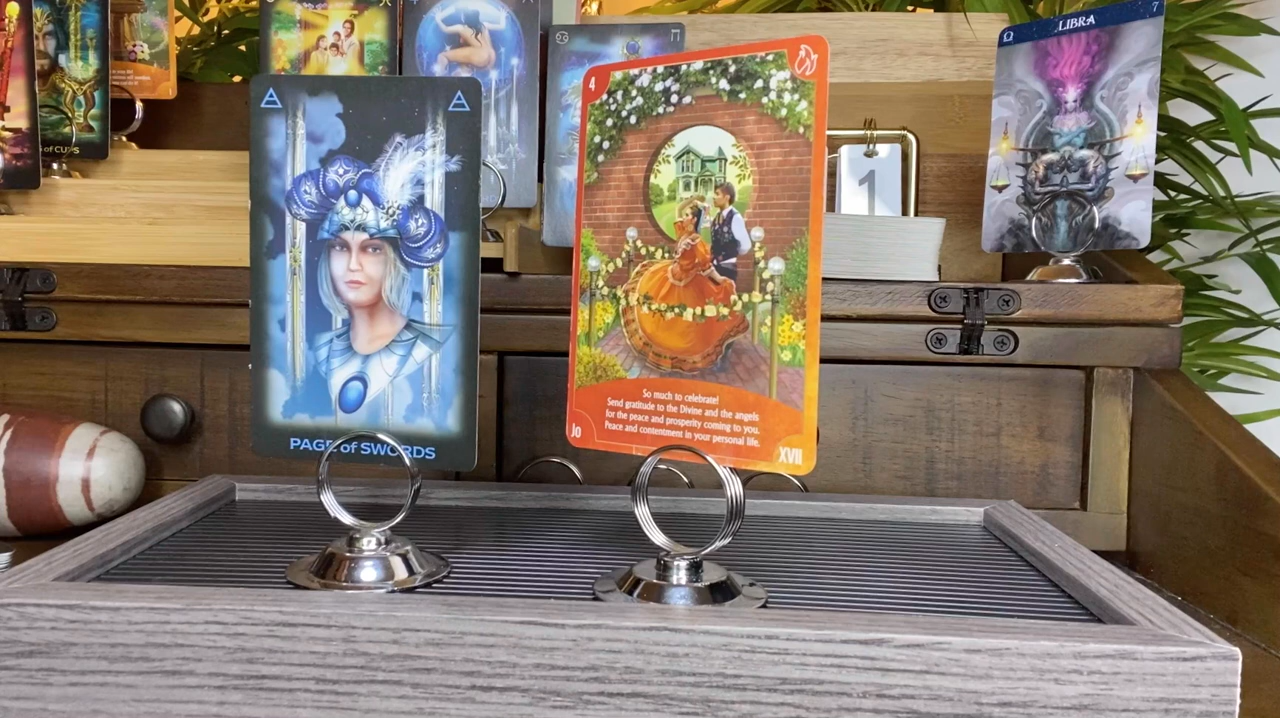 7
LIBRA
4
1
of CUPS
So much to celebrate!
Send gratitude to the Divine and the angels
for the peace and prosperity coming to you.
Peace and contentment in your personal life.
Jo
XVII
PAGE of SWORDS